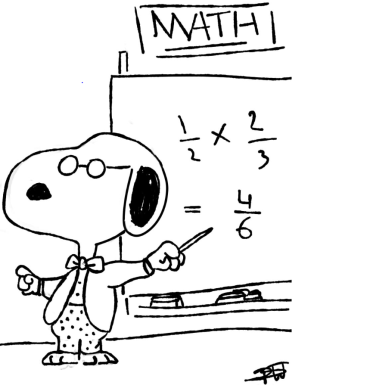 MATH
1/2 × 2/3
= 4/6